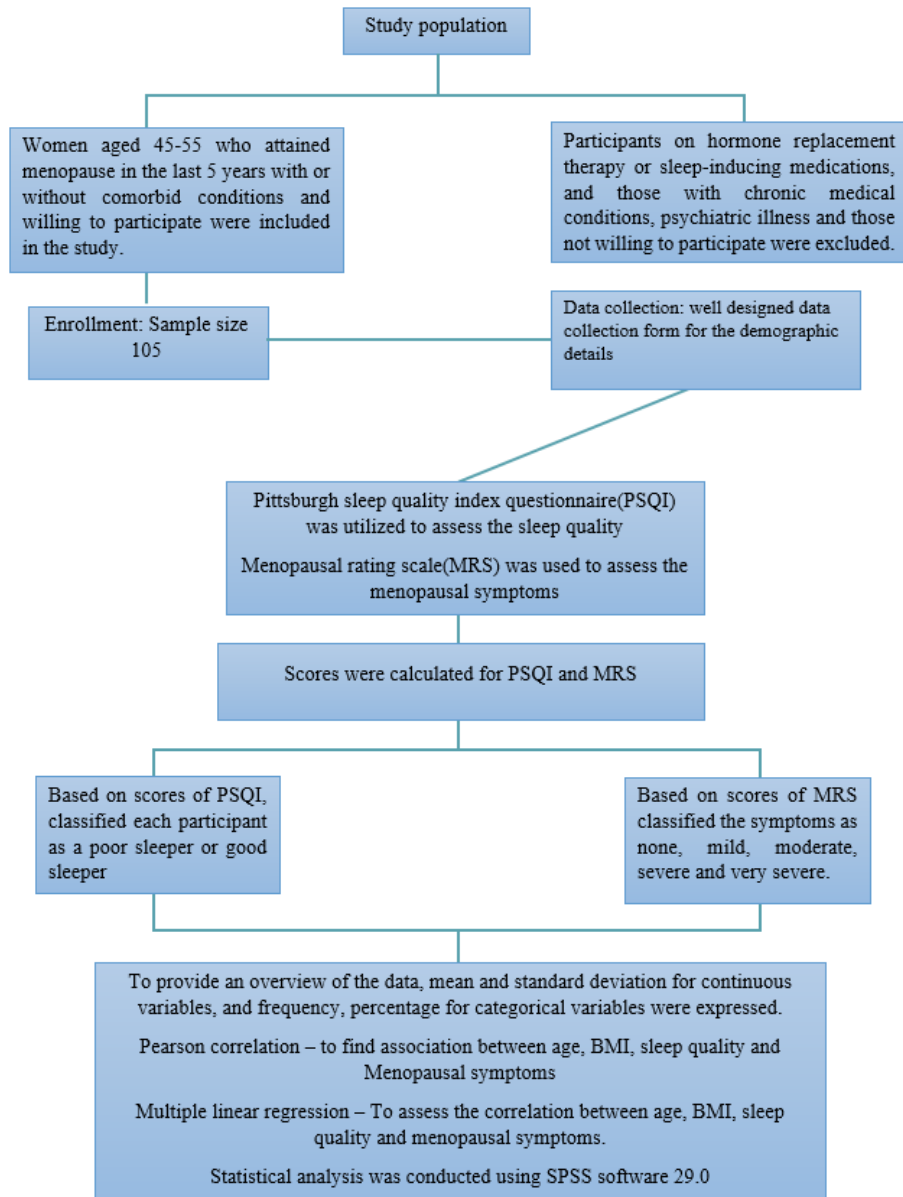 Study population
Women aged 45-55 who attained
menopause in the last 5 years with or
without comorbid conditions and
willing to participate were included
in the study.
Participants on hormone replacement
therapy or sleep-inducing medications,
and those with chronic medical
conditions, psychiatric illness and those
not willing to participate were excluded.
Enrollment: Sample size
105
Data collection: well designed data
collection form for the demographic
details
Pittsburgh sleep quality index questionnaire(PSQI)
was utilized to assess the sleep quality
Menopausal rating scale(MRS) was used to assess the
menopausal symptoms
Scores were calculated for PSQI and MRS
Based on scores of PSQI,
classified each participant
as a poor sleeper or good
sleeper
Based on scores of MRS
classified the symptoms as
none, mild, moderate,
severe and very severe.
To provide an overview of the data, mean and standard deviation for continuous
variables, and frequency, percentage for categorical variables were expressed.
Pearson correlation – to find association between age, BMI, sleep quality and
Menopausal symptoms
Multiple linear regression – To assess the correlation between age, BMI, sleep
quality and menopausal symptoms.
Statistical analysis was conducted using SPSS software 29.0